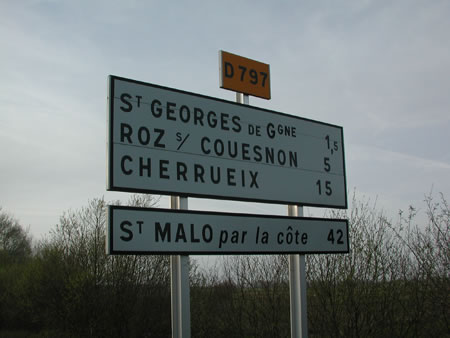 D797
ST GEORGES DE GGNE 1,5
ROZ S/ COUESNON 5
CHERRUEIX 15
ST MALO par la côte 42